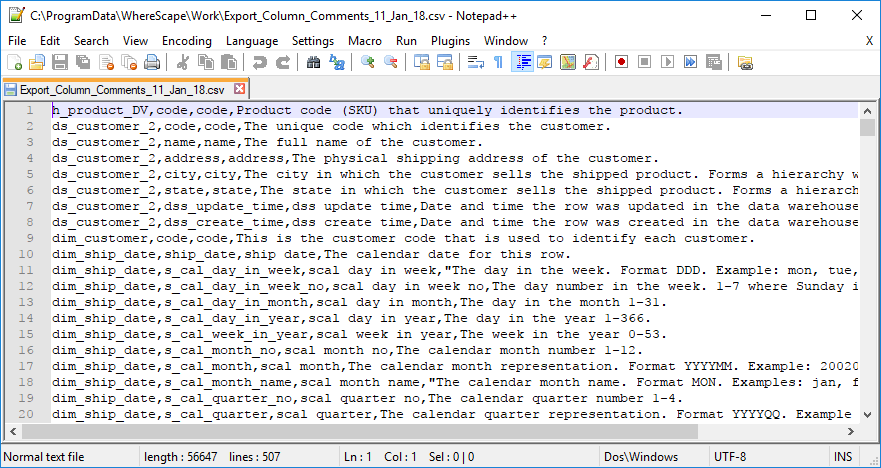 C:\ProgramData\WhereScape\Work\Export_Column_Comments_11_Jan_18.csv - Notepad++
File Edit Search View Encoding Language Settings Macro Run Plugins Window ? X
Export_Column_Comments_11_Jan_18.csv
1 h_product_DV,code,code,Product code (SKU) that uniquely identifies the product.
2 ds_customer_2,code,code,The unique code which identifies the customer.
3 ds_customer_2,name,name,The full name of the customer.
4 ds_customer_2,address,address,The physical shipping address of the customer.
5 ds_customer_2,city,city,The city in which the customer sells the shipped product. Forms a hierarchy w
6 ds_customer_2,state,state,The state in which the customer sells the shipped product. Forms a hierarch
7 ds_customer_2,dss_update_time,dss update time,Date and time the row was updated in the data warehouse
8 ds_customer_2,dss_create_time,dss create time,Date and time the row was created in the data warehouse
9 dim_customer,code,code,This is the customer code that is used to identify each customer.
10 dim_ship_date,ship_date,ship date,The calendar date for this row.
11 dim_ship_date,s_cal_day_in_week,scal day in week,"The day in the week. Format DDD. Example: mon, tue,
12 dim_ship_date,s_cal_day_in_week_no,scal day in week no,The day number in the week. 1-7 where Sunday i
13 dim_ship_date,s_cal_day_in_month,scal day in month,The day in the month 1-31.
14 dim_ship_date,s_cal_day_in_year,scal day in year,The day in the year 1-366.
15 dim_ship_date,s_cal_week_in_year,scal week in year,The week in the year 0-53.
16 dim_ship_date,s_cal_month_no,scal month no,The calendar month number 1-12.
17 dim_ship_date,s_cal_month,scal month,The calendar month representation. Format YYYYMM. Example: 20020
18 dim_ship_date,s_cal_month_name,scal month name,"The calendar month name. Format MON. Examples: jan, f
19 dim_ship_date,s_cal_quarter_no,scal quarter no,The calendar quarter number 1-4.
20 dim_ship_date,s_cal_quarter,scal quarter,The calendar quarter representation. Format YYYYQQ. Example
Normal text file length : 56647 lines : 507 Ln : 1 Col : 1 Sel : 0 | 0 Dos\Windows UTF-8 INS